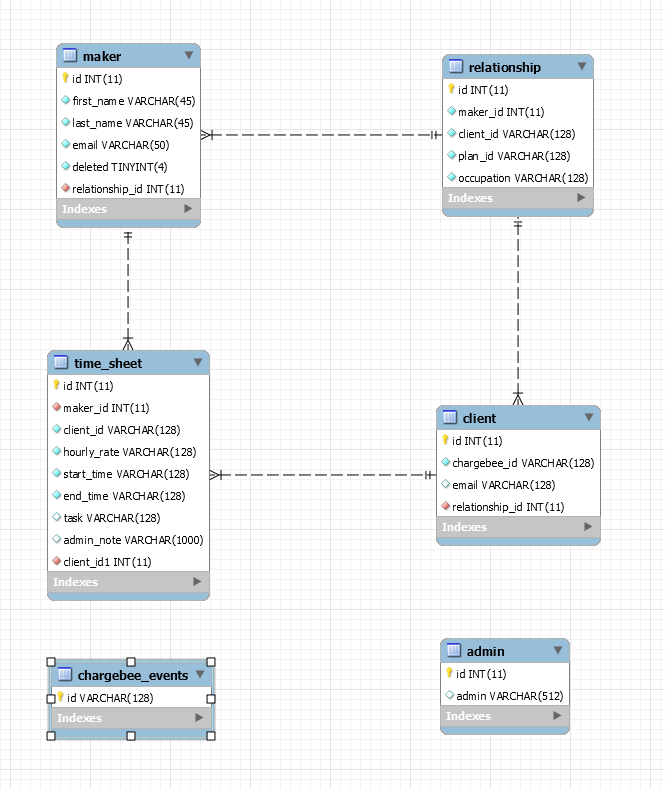 maker
id INT(11)
first_name VARCHAR(45)
last_name VARCHAR(45)
email VARCHAR(50)
deleted TINYINT(4)
relationship_id INT(11)
Indexes
relationship
id INT(11)
maker_id INT(11)
client_id VARCHAR(128)
plan_id VARCHAR(128)
occupation VARCHAR(128)
Indexes
time_sheet
id INT(11)
maker_id INT(11)
client_id VARCHAR(128)
hourly_rate VARCHAR(128)
start_time VARCHAR(128)
end_time VARCHAR(128)
task VARCHAR(128)
admin_note VARCHAR(1000)
client_id1 INT(11)
Indexes
client
id INT(11)
chargebee_id VARCHAR(128)
email VARCHAR(128)
relationship_id INT(11)
Indexes
chargebee_events
id VARCHAR(128)
Indexes
admin
id INT(11)
admin VARCHAR(512)
Indexes